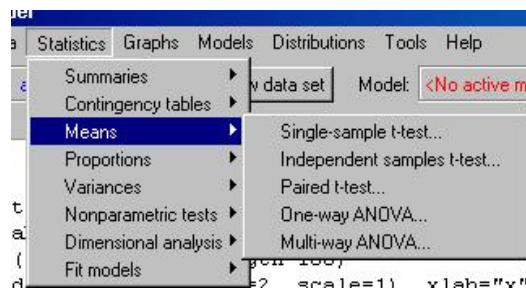 Statistics Graphs Models Distributions Tools Help
Summaries
data set Model: <No active m
Contingency tables
Means
Single-sample t-test...
Proportions
Independent samples t-test...
Variances
Paired t-test...
Nonparametric tests
One-way ANOVA...
Dimensional analysis
Multi-way ANOVA...
Fit models
=2, scale=1), xlab="x"